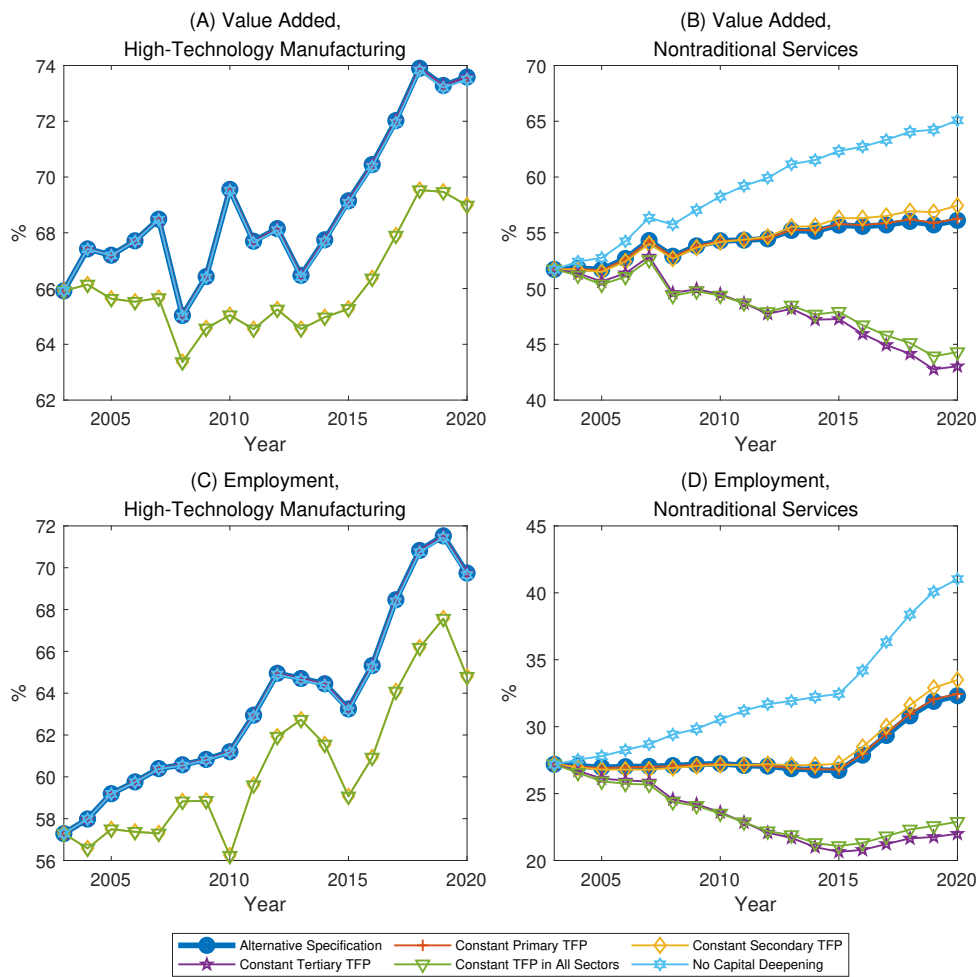 (A) Value Added,
High-Technology Manufacturing
74
72
70
68
66
64
62
%
2005
2010
2015
2020
Year
(B) Value Added,
Nontraditional Services
70
65
60
55
50
45
40
%
2005
2010
2015
2020
Year
(C) Employment,
High-Technology Manufacturing
72
70
68
66
64
62
60
58
56
%
2005
2010
2015
2020
Year
(D) Employment,
Nontraditional Services
45
40
35
30
25
20
%
2005
2010
2015
2020
Year
Alternative Specification
Constant Primary TFP
Constant Secondary TFP
Constant Tertiary TFP
Constant TFP in All Sectors
No Capital Deepening